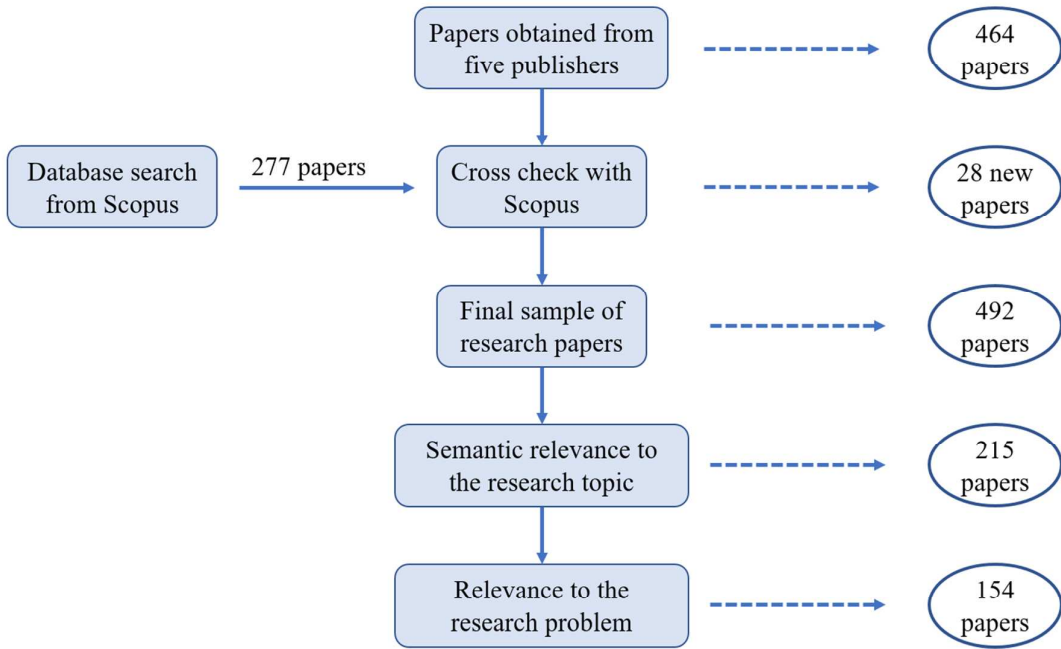 Papers obtained from
five publishers
464
papers
Database search
from Scopus
277 papers
Cross check with
Scopus
28 new
papers
Final sample of
research papers
492
papers
Semantic relevance to
the research topic
215
papers
Relevance to the
research problem
154
papers